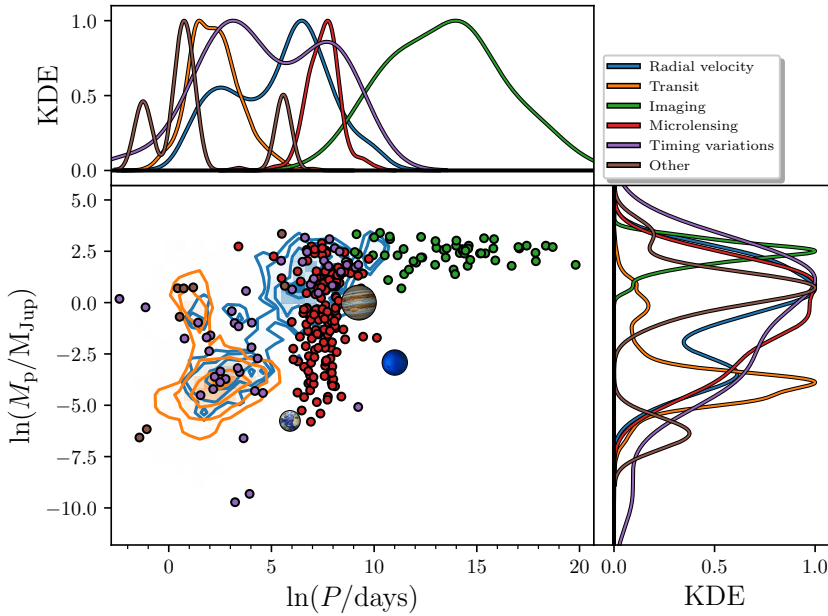 KDE
1.0
0.5
0.0
Radial velocity
Transit
Imaging
Microlensing
Timing variations
Other
ln(M_p/M_Jup)
5.0
2.5
0.0
−2.5
−5.0
−7.5
−10.0
0 5 10 15 20
ln(P/days)
0.0 0.5 1.0
KDE